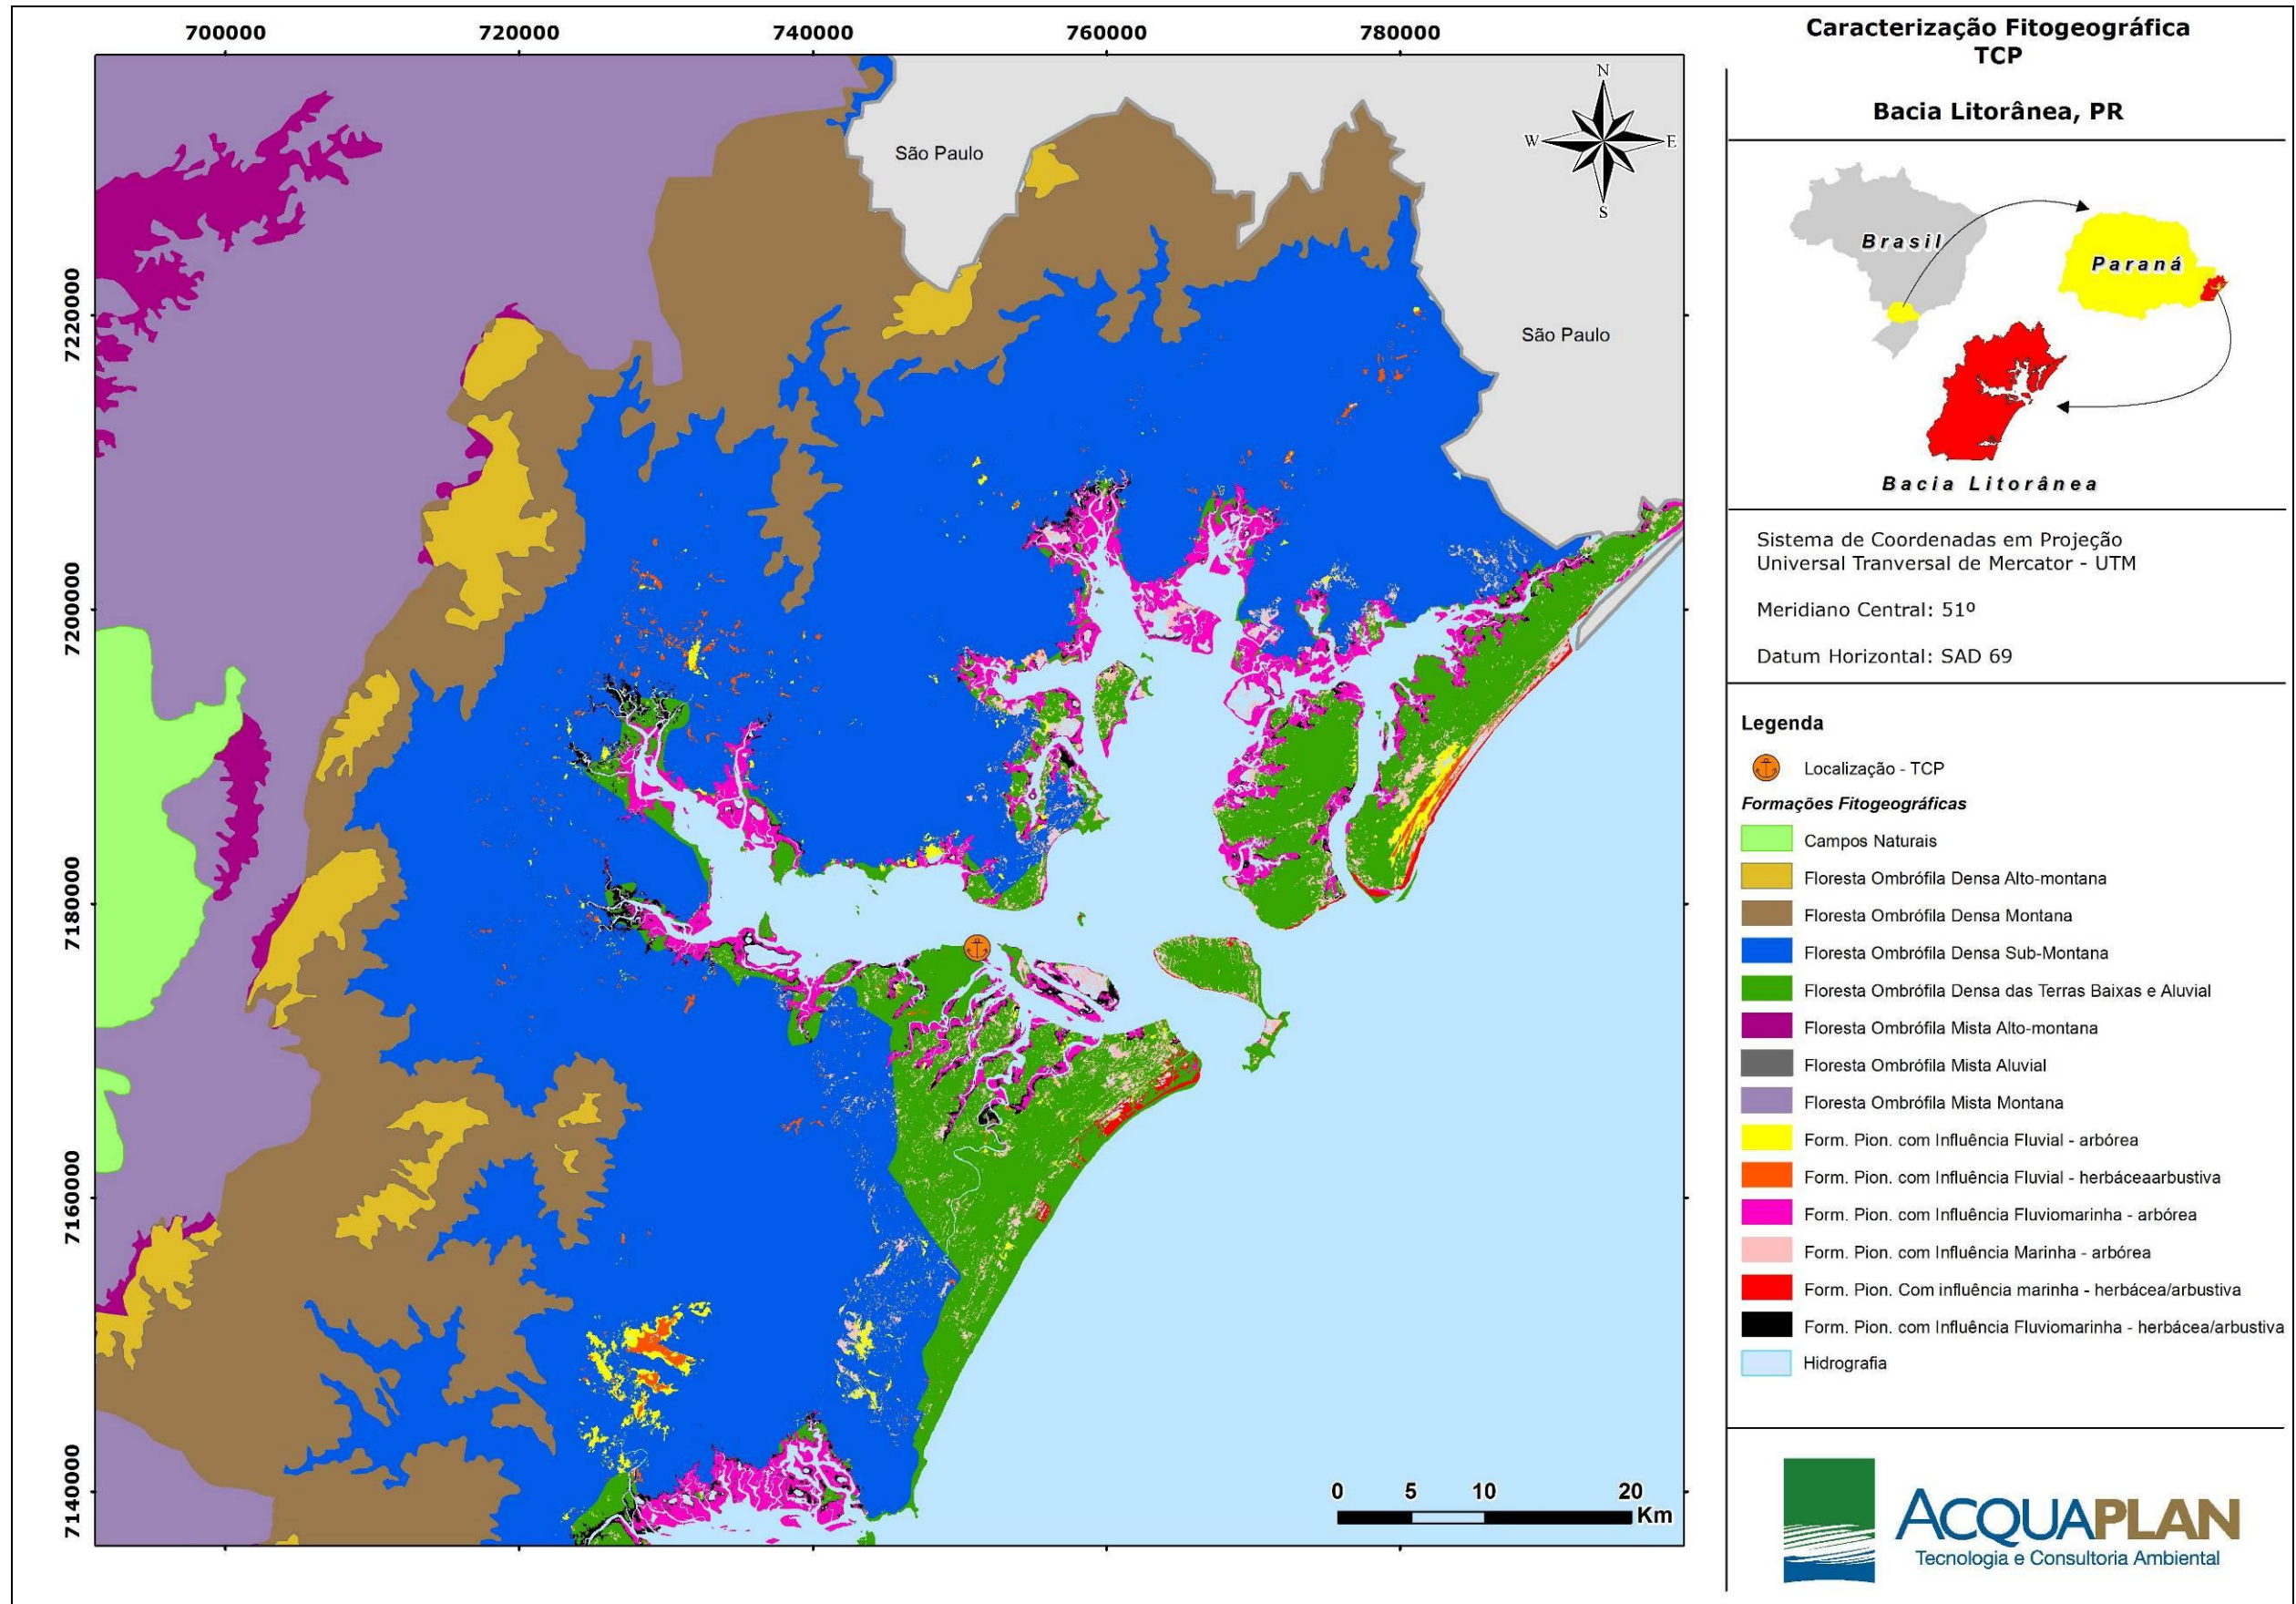 700000 720000 740000 760000 780000
7220000
7200000
7180000
7160000
7140000
São Paulo
São Paulo
N
W E
S
0 5 10 20
Km
Caracterização Fitogeográfica
TCP
Bacia Litorânea, PR
Brasil
Paraná
Bacia Litorânea
Sistema de Coordenadas em Projeção
Universal Tranversal de Mercator - UTM
Meridiano Central: 51º
Datum Horizontal: SAD 69
Legenda
Localização - TCP
Formações Fitogeográficas
Campos Naturais
Floresta Ombrófila Densa Alto-montana
Floresta Ombrófila Densa Montana
Floresta Ombrófila Densa Sub-Montana
Floresta Ombrófila Densa das Terras Baixas e Aluvial
Floresta Ombrófila Mista Alto-montana
Floresta Ombrófila Mista Aluvial
Floresta Ombrófila Mista Montana
Form. Pion. com Influência Fluvial - arbórea
Form. Pion. com Influência Fluvial - herbáceaarbustiva
Form. Pion. com Influência Fluviomarinha - arbórea
Form. Pion. com Influência Marinha - arbórea
Form. Pion. Com influência marinha - herbácea/arbustiva
Form. Pion. com Influência Fluviomarinha - herbácea/arbustiva
Hidrografia
ACQUAPLAN
Tecnologia e Consultoria Ambiental